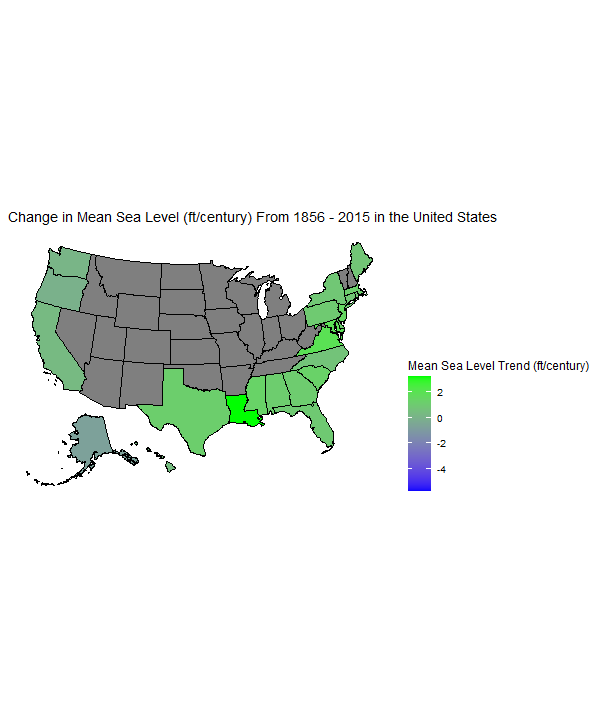 Change in Mean Sea Level (ft/century) From 1856 - 2015 in the United States
Mean Sea Level Trend (ft/century)
2
0
-2
-4